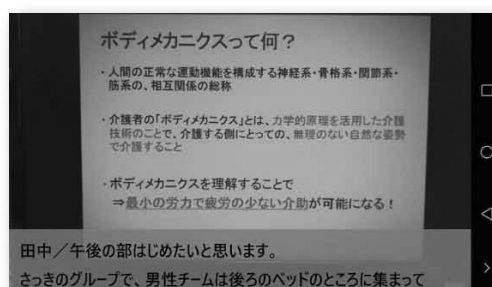 ボディメカニクスって何？
・人間の正常な運動機能を構成する神経系・骨格系・関節系・
筋系の、相互関係の総称
・介護者の「ボディメカニクス」とは、力学的原理を活用した介護
技術のことで、介護する側にとっての、無理のない自然な姿勢
で介護すること
・ボディメカニクスを理解することで
⇒最小の労力で疲労の少ない介助が可能になる！
田中／午後の部はじめたいと思います。
さっきのグループで、男性チームは後ろのベッドのところに集まって